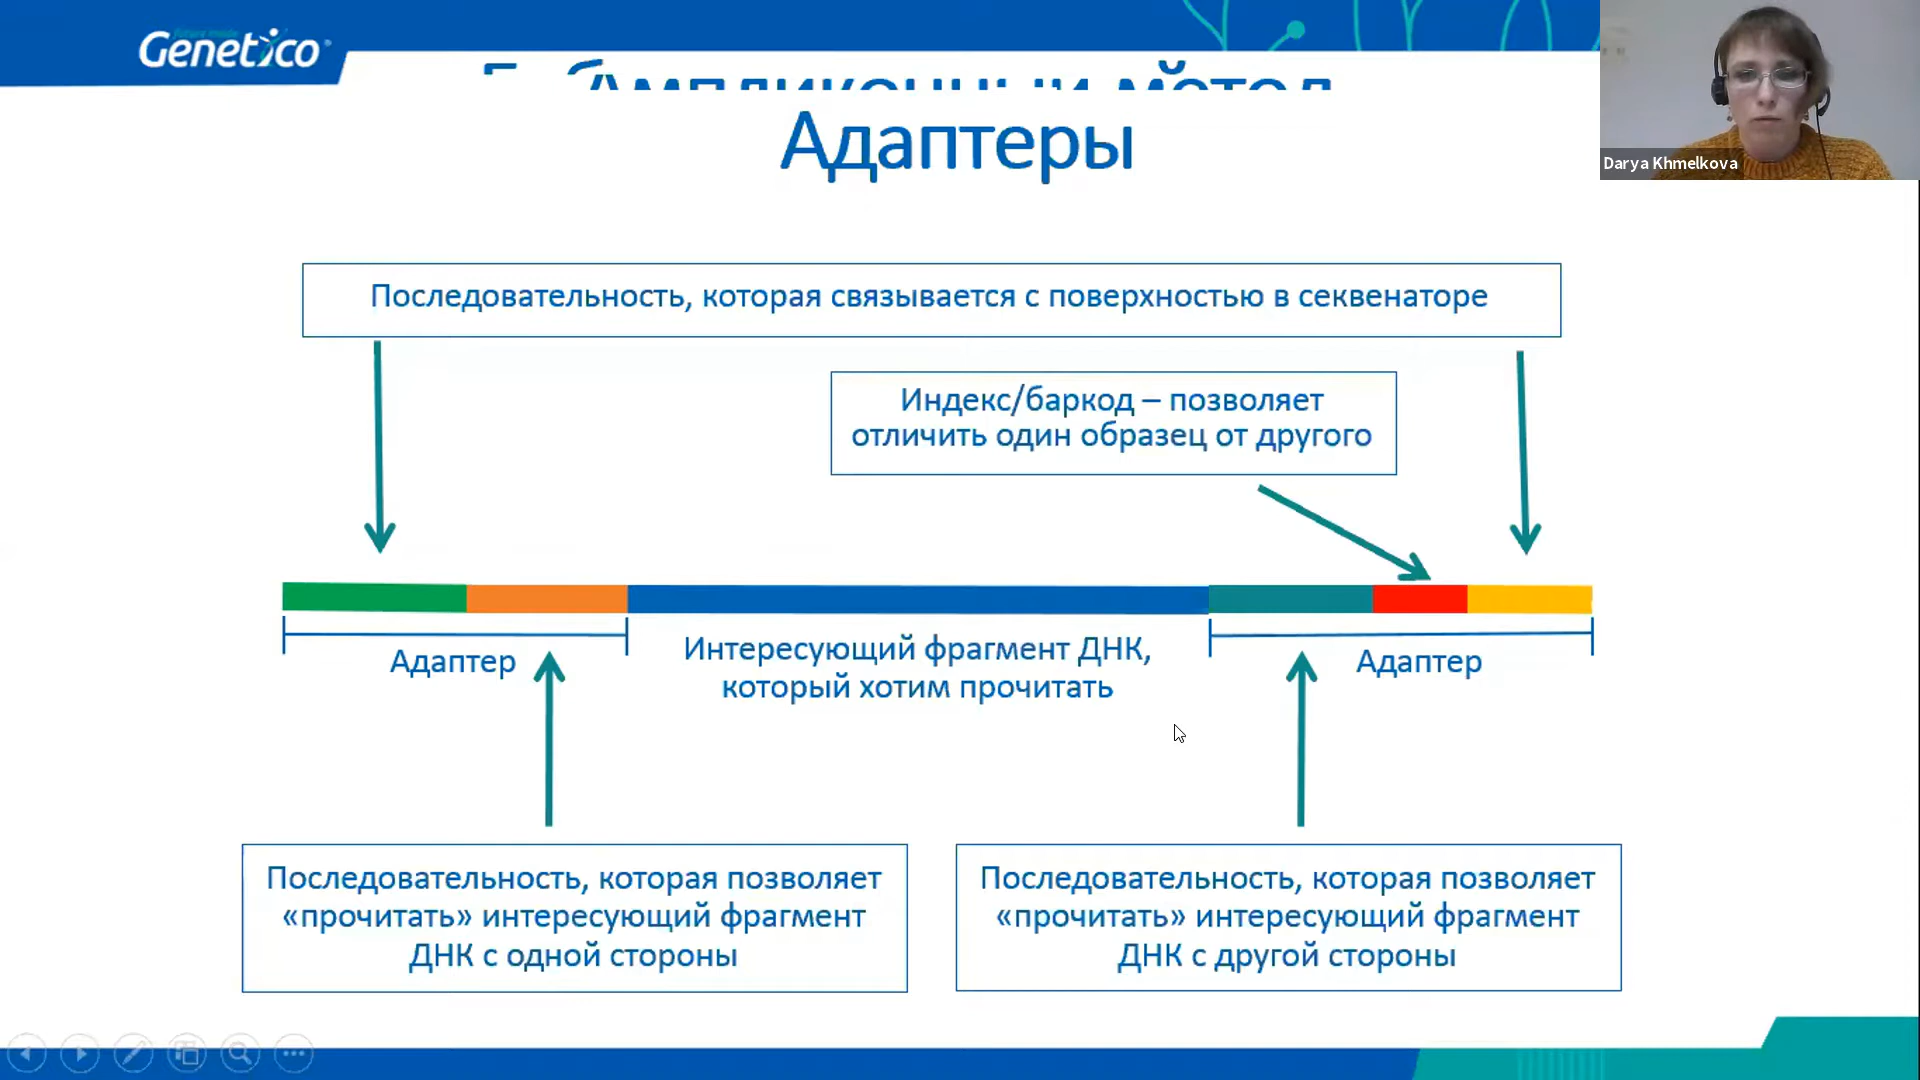 Genetico
Ампликонный метод
Адаптеры
Darya Khmelkova
Последовательность, которая связывается с поверхностью в секвенаторе
Индекс/баркод – позволяет
отличить один образец от другого
Адаптер
Интересующий фрагмент ДНК,
который хотим прочитать
Адаптер
Последовательность, которая позволяет
«прочитать» интересующий фрагмент
ДНК с одной стороны
Последовательность, которая позволяет
«прочитать» интересующий фрагмент
ДНК с другой стороны